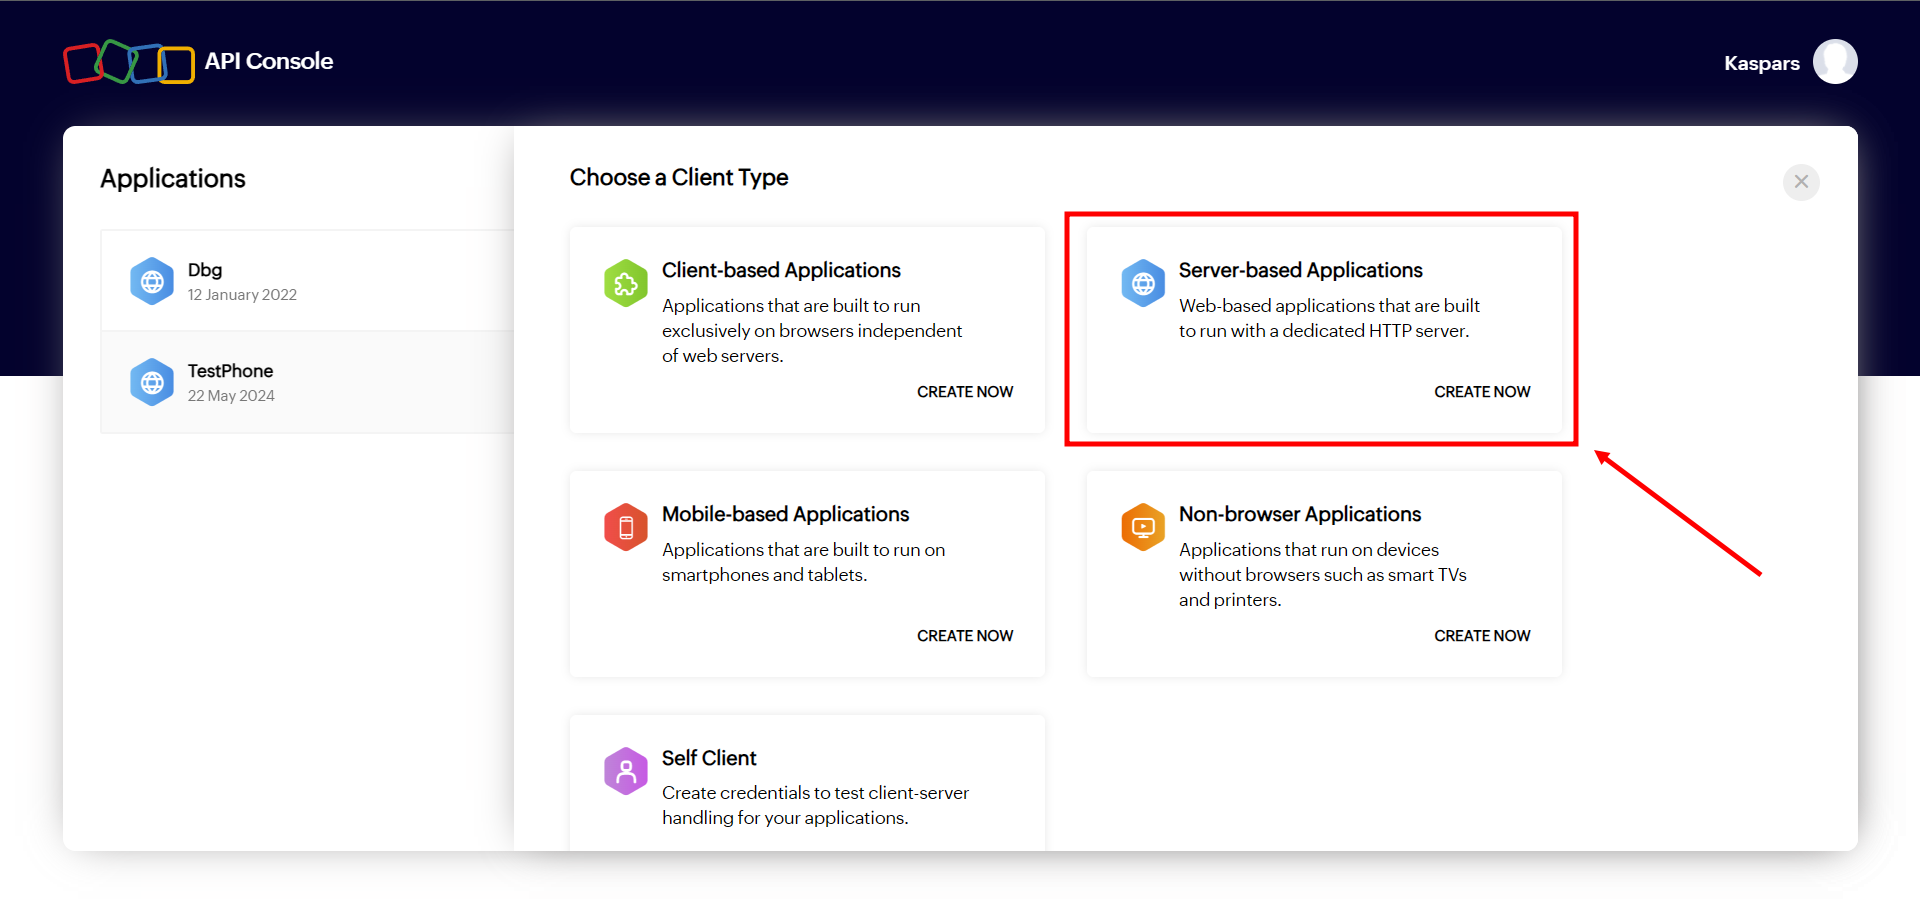 API Console
Kaspars
Applications
Dbg
12 January 2022
TestPhone
22 May 2024
Choose a Client Type
Client-based Applications
Applications that are built to run
exclusively on browsers independent
of web servers.
CREATE NOW
Server-based Applications
Web-based applications that are built
to run with a dedicated HTTP server.
CREATE NOW
Mobile-based Applications
Applications that are built to run on
smartphones and tablets.
CREATE NOW
Non-browser Applications
Applications that run on devices
without browsers such as smart TVs
and printers.
CREATE NOW
Self Client
Create credentials to test client-server
handling for your applications.